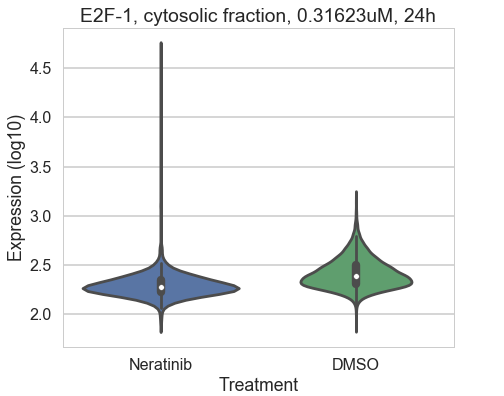 E2F-1, cytosolic fraction, 0.31623uM, 24h
Expression (log10)
4.5
4.0
3.5
3.0
2.5
2.0
Neratinib DMSO
Treatment